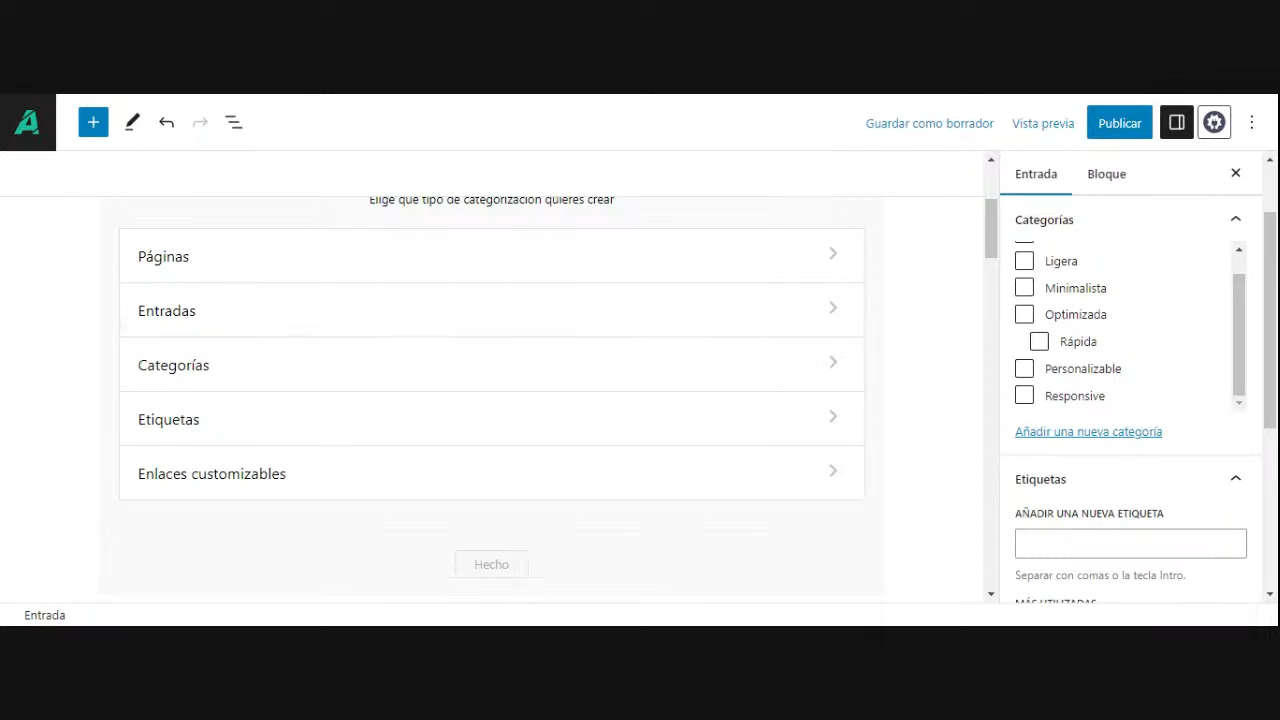 Guardar como borrador
Vista previa
Publicar
Entrada
Bloque
Elige que tipo de categorización quieres crear
Páginas
Entradas
Categorías
Etiquetas
Enlaces customizables
Hecho
Categorías
Ligera
Minimalista
Optimizada
Rápida
Personalizable
Responsive
Añadir una nueva categoría
Etiquetas
AÑADIR UNA NUEVA ETIQUETA
Separar con comas o la tecla Intro.
MÁS UTILIZADAS
Entrada